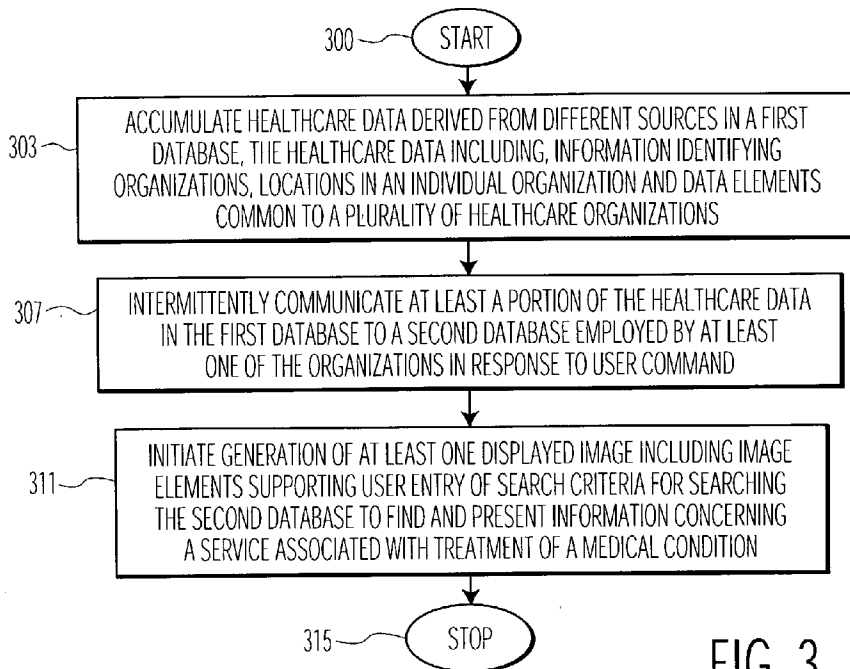 300
START
303
ACCUMULATE HEALTHCARE DATA DERIVED FROM DIFFERENT SOURCES IN A FIRST
DATABASE, THE HEALTHCARE DATA INCLUDING, INFORMATION IDENTIFYING
ORGANIZATIONS, LOCATIONS IN AN INDIVIDUAL ORGANIZATION AND DATA ELEMENTS
COMMON TO A PLURALITY OF HEALTHCARE ORGANIZATIONS
307
INTERMITTENTLY COMMUNICATE AT LEAST A PORTION OF THE HEALTHCARE DATA
IN THE FIRST DATABASE TO A SECOND DATABASE EMPLOYED BY AT LEAST
ONE OF THE ORGANIZATIONS IN RESPONSE TO USER COMMAND
311
INITIATE GENERATION OF AT LEAST ONE DISPLAYED IMAGE INCLUDING IMAGE
ELEMENTS SUPPORTING USER ENTRY OF SEARCH CRITERIA FOR SEARCHING
THE SECOND DATABASE TO FIND AND PRESENT INFORMATION CONCERNING
A SERVICE ASSOCIATED WITH TREATMENT OF A MEDICAL CONDITION
315
STOP
FIG. 3